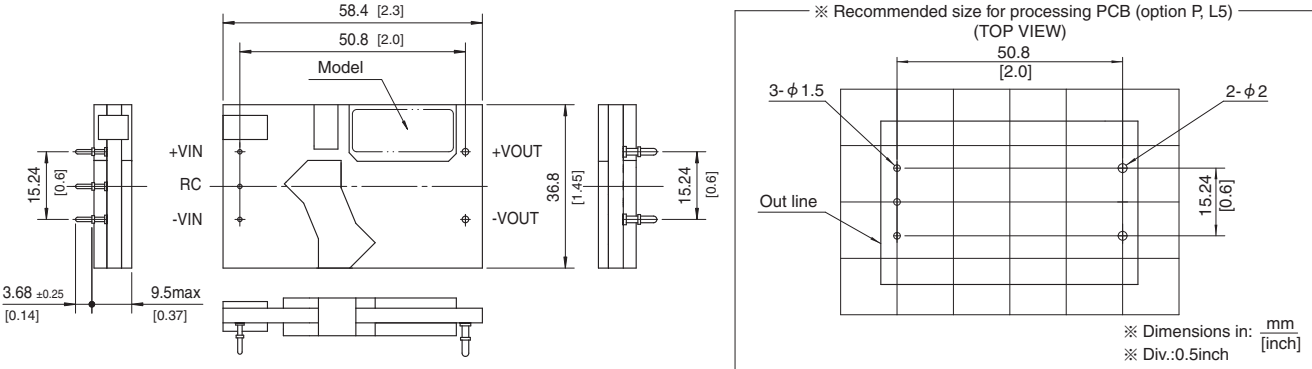 58.4 [2.3]
50.8 [2.0]
Model
+VIN
RC
-VIN
+VOUT
-VOUT
15.24
[0.6]
36.8
[1.45]
15.24
[0.6]
3.68 ±0.25
[0.14]
9.5max
[0.37]
※ Recommended size for processing PCB (option P, L5)
(TOP VIEW)
50.8
[2.0]
3-φ1.5
2-φ2
Out line
15.24
[0.6]
※ Dimensions in: mm
[inch]
※ Div.:0.5inch